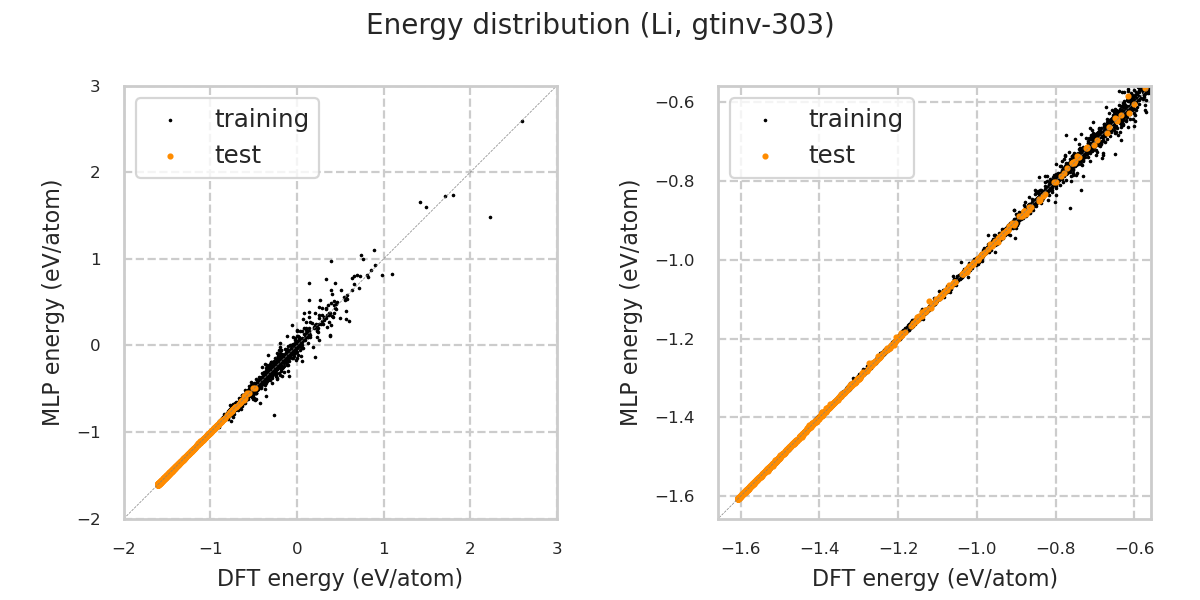 Energy distribution (Li, gtinv-303)
training
test
3
2
1
0
−1
−2
−2
−1
0
1
2
3
MLP energy (eV/atom)
DFT energy (eV/atom)
training
test
−0.6
−0.8
−1.0
−1.2
−1.4
−1.6
−1.6
−1.4
−1.2
−1.0
−0.8
−0.6
MLP energy (eV/atom)
DFT energy (eV/atom)